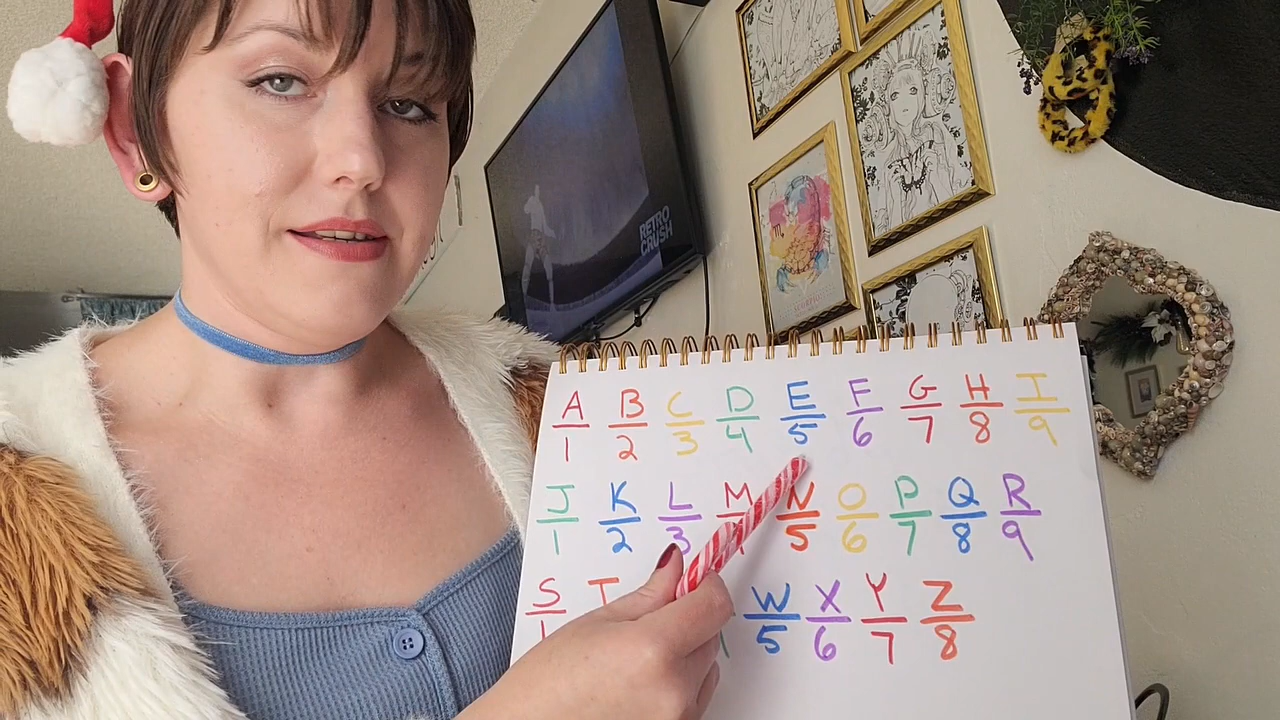 RETRO
CRUSH
A B C D E F G H I
1 2 3 4 5 6 7 8 9
J K L M N O P Q R
1 2 3 5 6 7 8 9
S T W X Y Z
1 5 6 7 8
SCORPIO